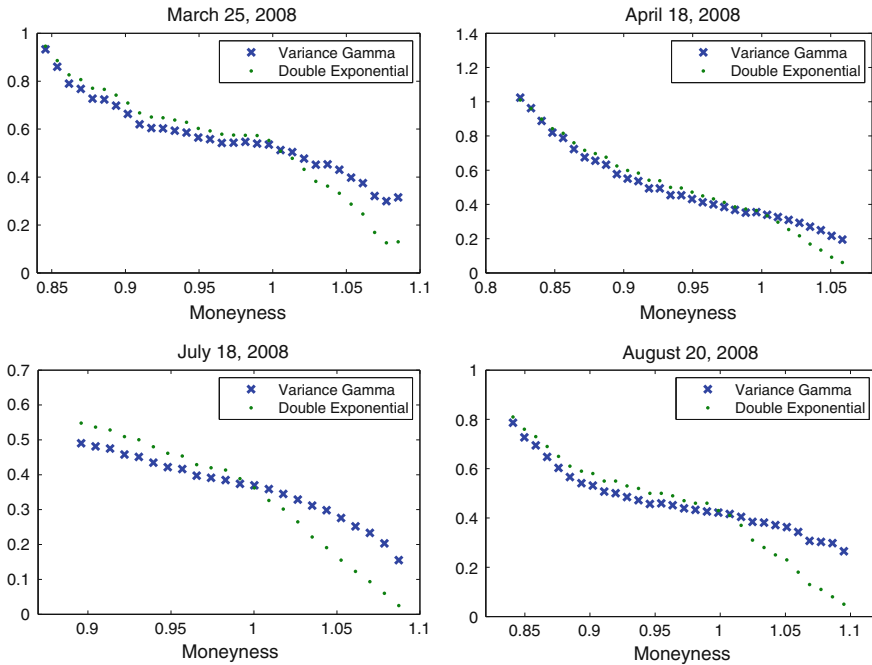 March 25, 2008
1
0.8
0.6
0.4
0.2
0
Variance Gamma
Double Exponential
0.85 0.9 0.95 1 1.05 1.1
Moneyness
April 18, 2008
1.4
1.2
1
0.8
0.6
0.4
0.2
0
Variance Gamma
Double Exponential
0.8 0.85 0.9 0.95 1 1.05
Moneyness
July 18, 2008
0.7
0.6
0.5
0.4
0.3
0.2
0.1
0
Variance Gamma
Double Exponential
0.9 0.95 1 1.05 1.1
Moneyness
August 20, 2008
1
0.8
0.6
0.4
0.2
0
Variance Gamma
Double Exponential
0.85 0.9 0.95 1 1.05 1.1
Moneyness